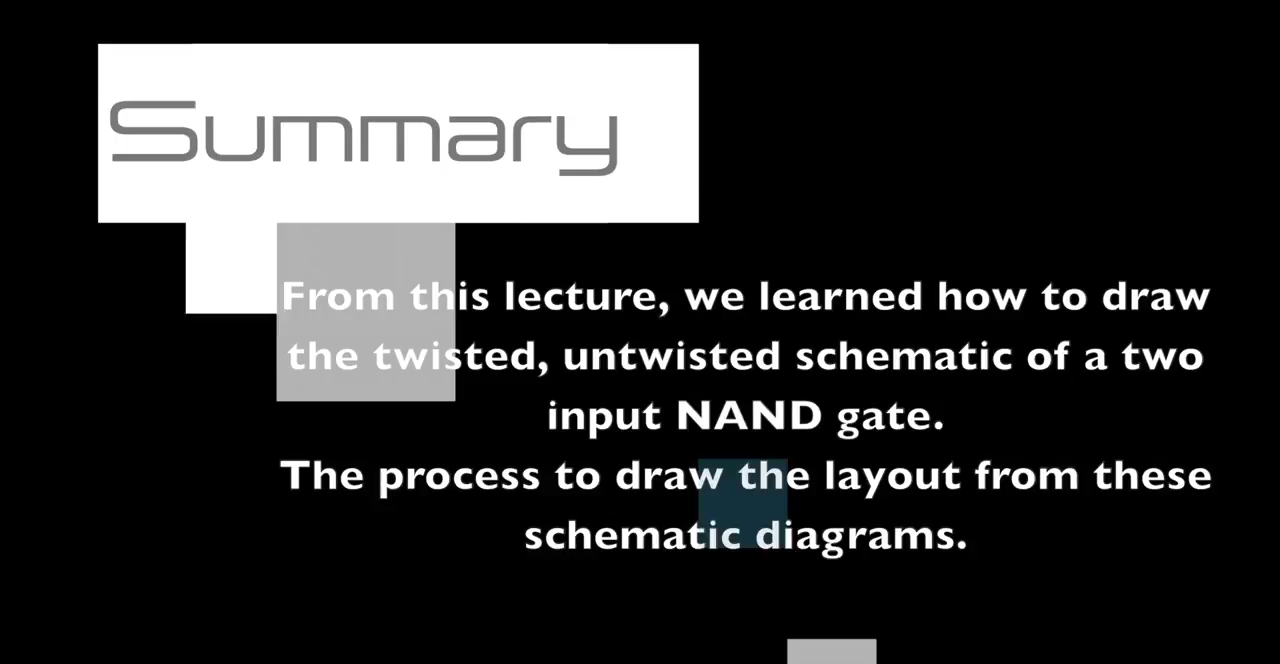 Summary
From this lecture, we learned how to draw
the twisted, untwisted schematic of a two
input NAND gate.
The process to draw the layout from these
schematic diagrams.